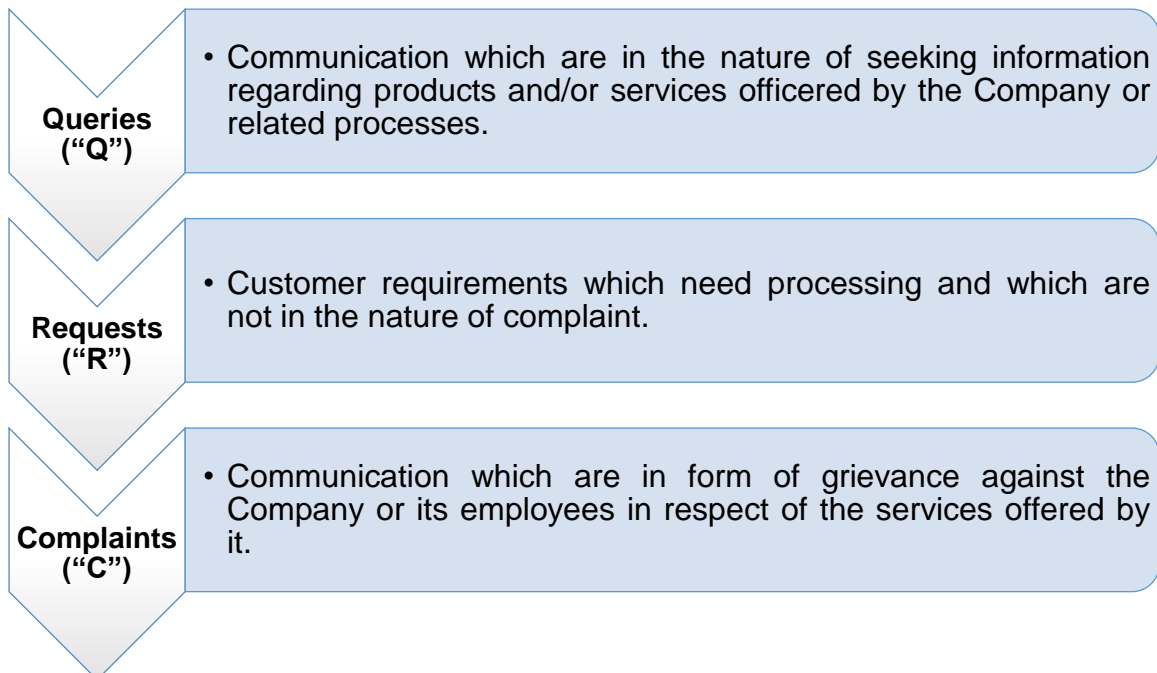 Queries
(“Q”)
• Communication which are in the nature of seeking information
regarding products and/or services officered by the Company or
related processes.
Requests
(“R”)
• Customer requirements which need processing and which are
not in the nature of complaint.
Complaints
(“C”)
• Communication which are in form of grievance against the
Company or its employees in respect of the services offered by
it.